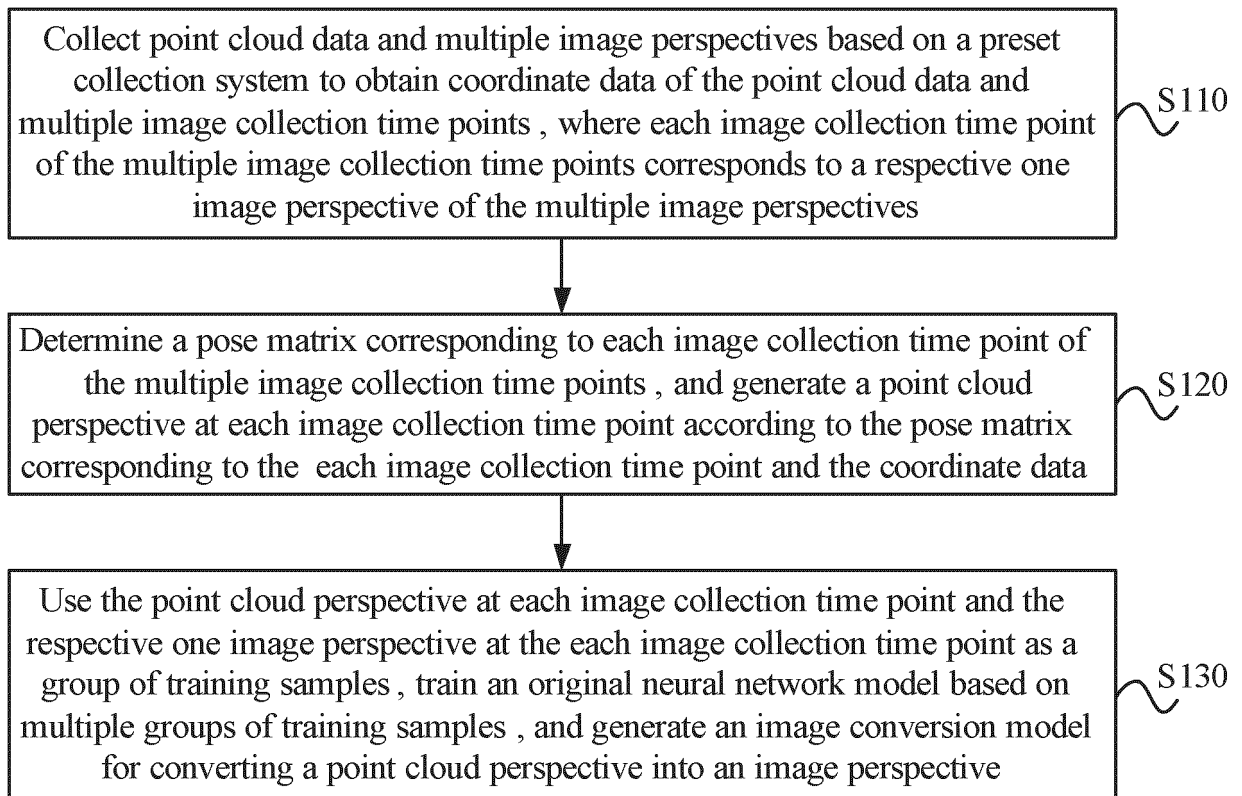 Collect point cloud data and multiple image perspectives based on a preset
collection system to obtain coordinate data of the point cloud data and
multiple image collection time points , where each image collection time point
of the multiple image collection time points corresponds to a respective one
image perspective of the multiple image perspectives
S110
Determine a pose matrix corresponding to each image collection time point of
the multiple image collection time points , and generate a point cloud
perspective at each image collection time point according to the pose matrix
corresponding to the each image collection time point and the coordinate data
S120
Use the point cloud perspective at each image collection time point and the
respective one image perspective at the each image collection time point as a
group of training samples , train an original neural network model based on
multiple groups of training samples , and generate an image conversion model
for converting a point cloud perspective into an image perspective
S130